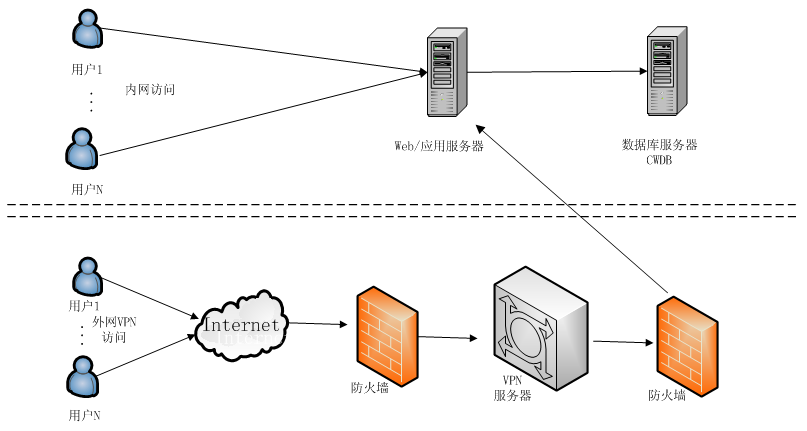 用户1
内网访问
用户N
Web/应用服务器
数据库服务器
CWDB
用户1
外网VPN
访问
用户N
Internet
防火墙
VPN
服务器
防火墙